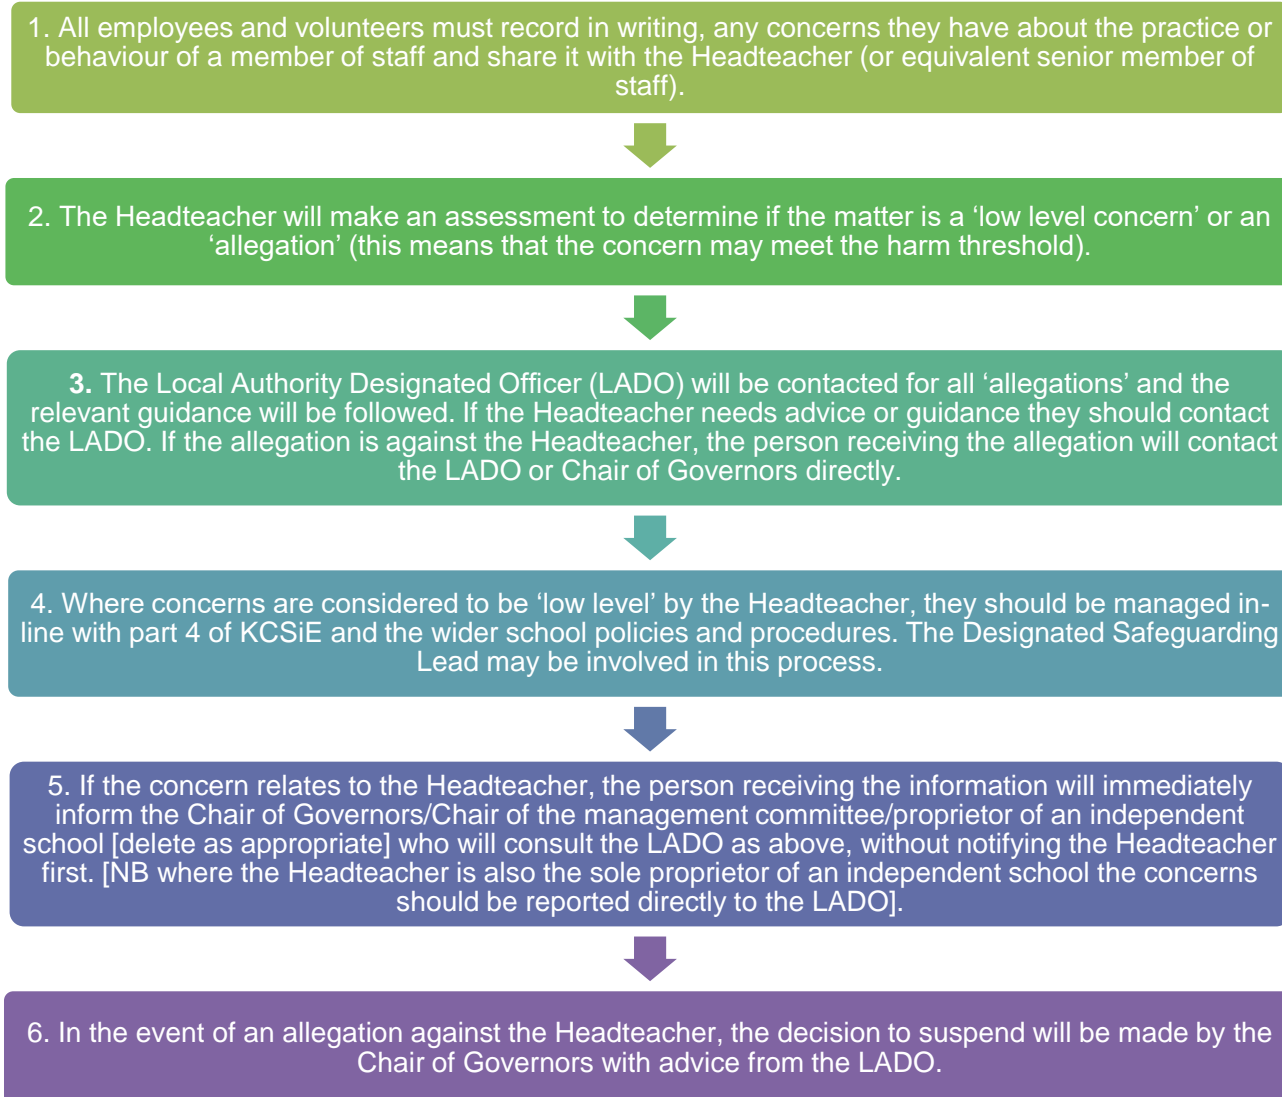 1. All employees and volunteers must record in writing, any concerns they have about the practice or
behaviour of a member of staff and share it with the Headteacher (or equivalent senior member of
staff).
2. The Headteacher will make an assessment to determine if the matter is a ‘low level concern’ or an
‘allegation’ (this means that the concern may meet the harm threshold).
3. The Local Authority Designated Officer (LADO) will be contacted for all ‘allegations’ and the
relevant guidance will be followed. If the Headteacher needs advice or guidance they should contact
the LADO. If the allegation is against the Headteacher, the person receiving the allegation will contact
the LADO or Chair of Governors directly.
4. Where concerns are considered to be ‘low level’ by the Headteacher, they should be managed in-
line with part 4 of KCSiE and the wider school policies and procedures. The Designated Safeguarding
Lead may be involved in this process.
5. If the concern relates to the Headteacher, the person receiving the information will immediately
inform the Chair of Governors/Chair of the management committee/proprietor of an independent
school [delete as appropriate] who will consult the LADO as above, without notifying the Headteacher
first. [NB where the Headteacher is also the sole proprietor of an independent school the concerns
should be reported directly to the LADO].
6. In the event of an allegation against the Headteacher, the decision to suspend will be made by the
Chair of Governors with advice from the LADO.